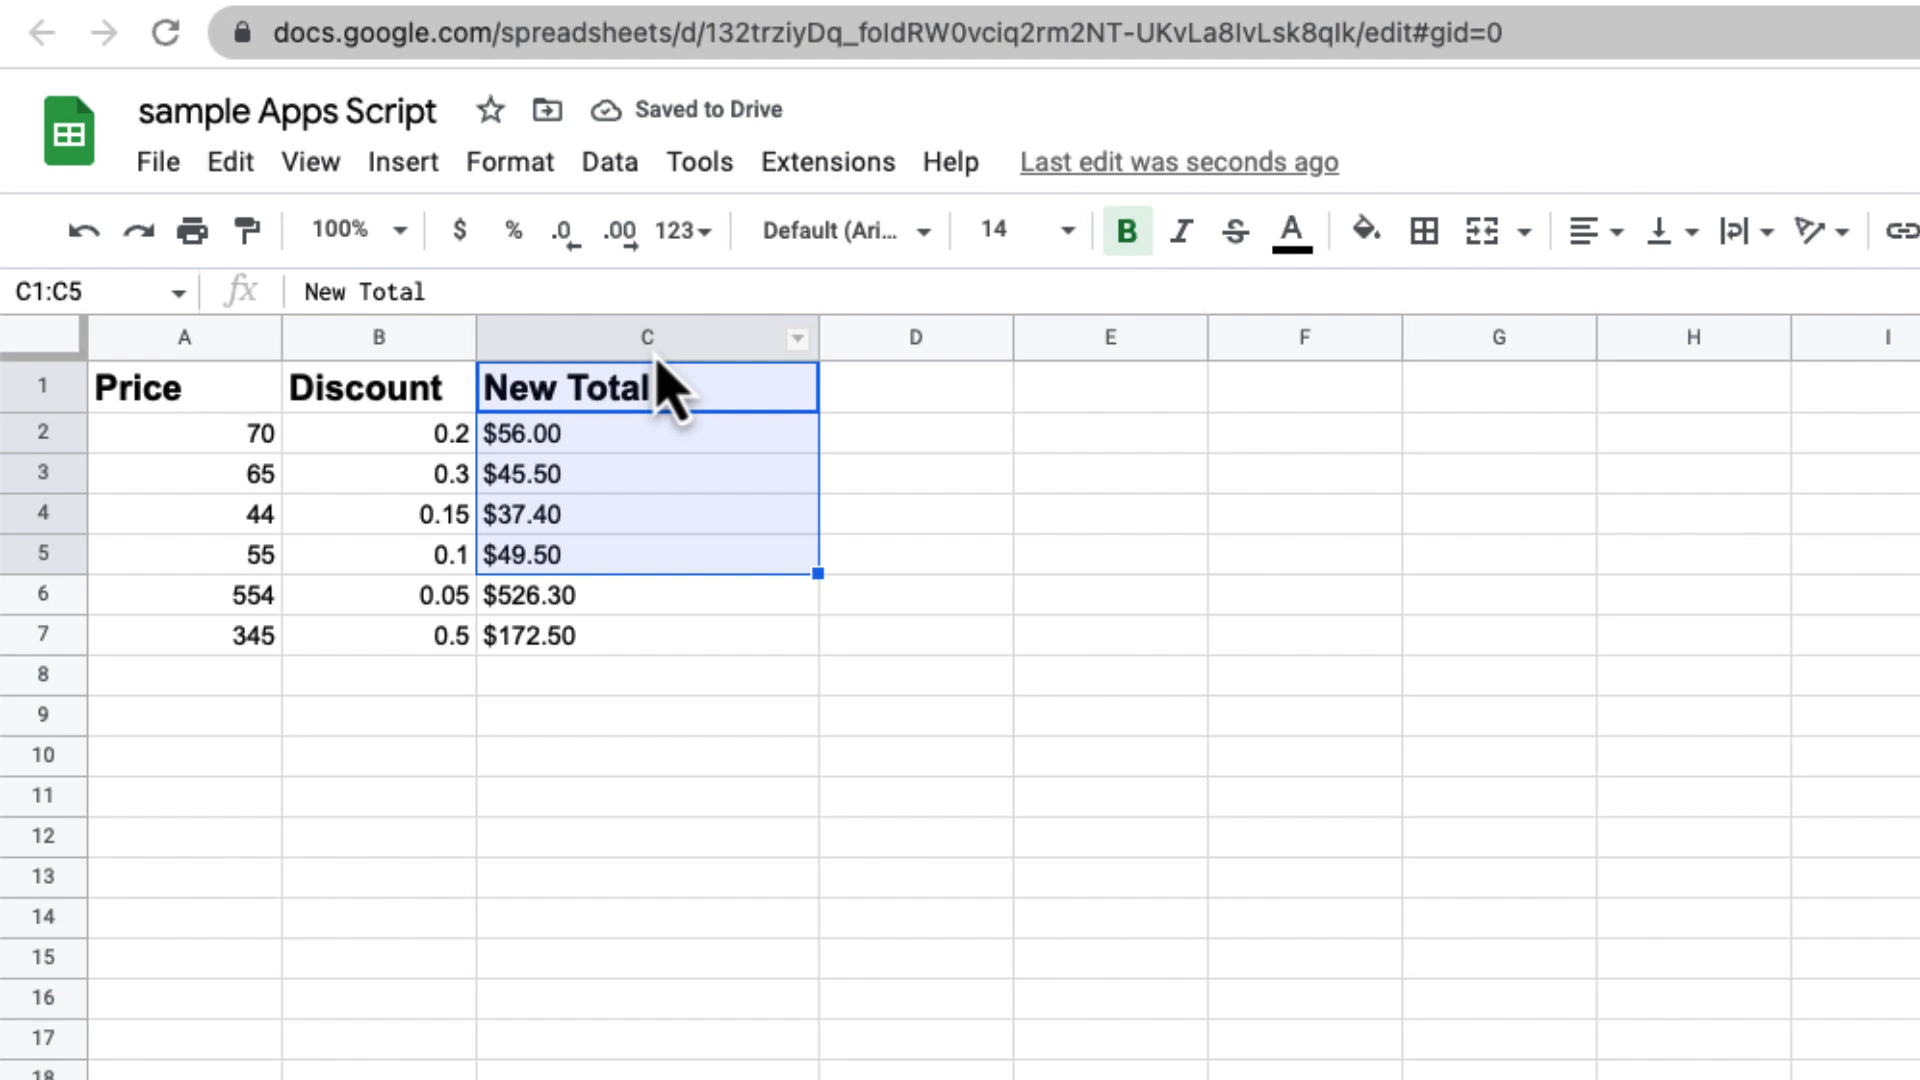 docs.google.com/spreadsheets/d/132trziyDq_foIdRW0vciq2rm2NT-UKvLa8IvLsk8qIk/edit#gid=0
sample Apps Script Saved to Drive
File Edit View Insert Format Data Tools Extensions Help Last edit was seconds ago
100% $ % .0 .00 123 Default (Ari... 14 B I S A
C1:C5 fx New Total
A B C D E F G H I
1 Price Discount New Total
2 70 0.2 $56.00
3 65 0.3 $45.50
4 44 0.15 $37.40
5 55 0.1 $49.50
6 554 0.05 $526.30
7 345 0.5 $172.50
8
9
10
11
12
13
14
15
16
17
18